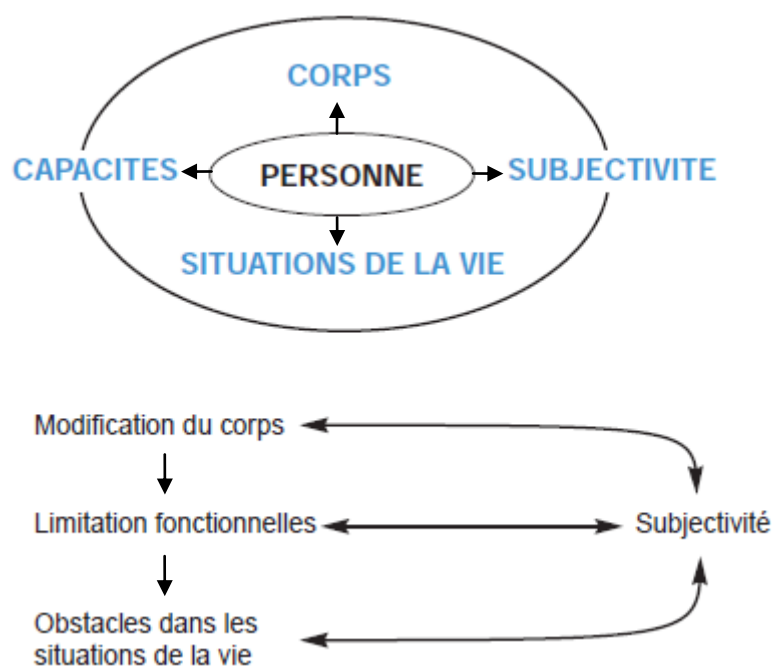 CORPS
CAPACITES
PERSONNE
SUBJECTIVITE
SITUATIONS DE LA VIE
Modification du corps
Limitation fonctionnelles
Subjectivité
Obstacles dans les
situations de la vie